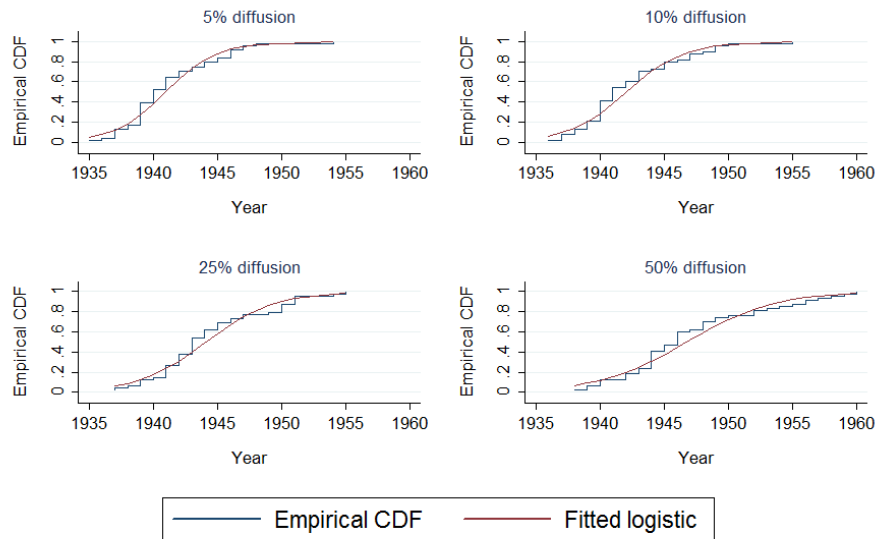 5% diffusion
10% diffusion
Empirical CDF
0 .2 .4 .6 .8 1
1935 1940 1945 1950 1955 1960
Year
Empirical CDF
0 .2 .4 .6 .8 1
1935 1940 1945 1950 1955 1960
Year
25% diffusion
50% diffusion
Empirical CDF
0 .2 .4 .6 .8 1
1935 1940 1945 1950 1955 1960
Year
Empirical CDF
0 .2 .4 .6 .8 1
1935 1940 1945 1950 1955 1960
Year
Empirical CDF Fitted logistic